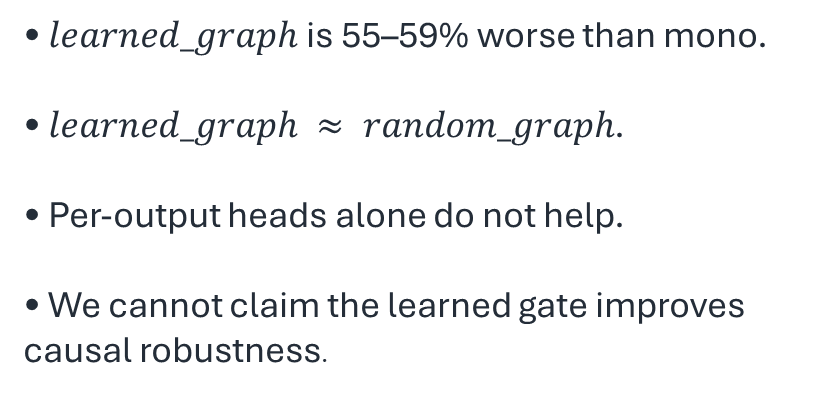 • learned_graph is 55–59% worse than mono.
• learned_graph ≈ random_graph.
• Per-output heads alone do not help.
• We cannot claim the learned gate improves
causal robustness.